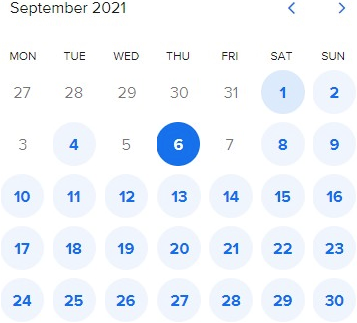 September 2021
MON TUE WED THU FRI SAT SUN
27 28 29 30 31 1 2
3 4 5 6 7 8 9
10 11 12 13 14 15 16
17 18 19 20 21 22 23
24 25 26 27 28 29 30